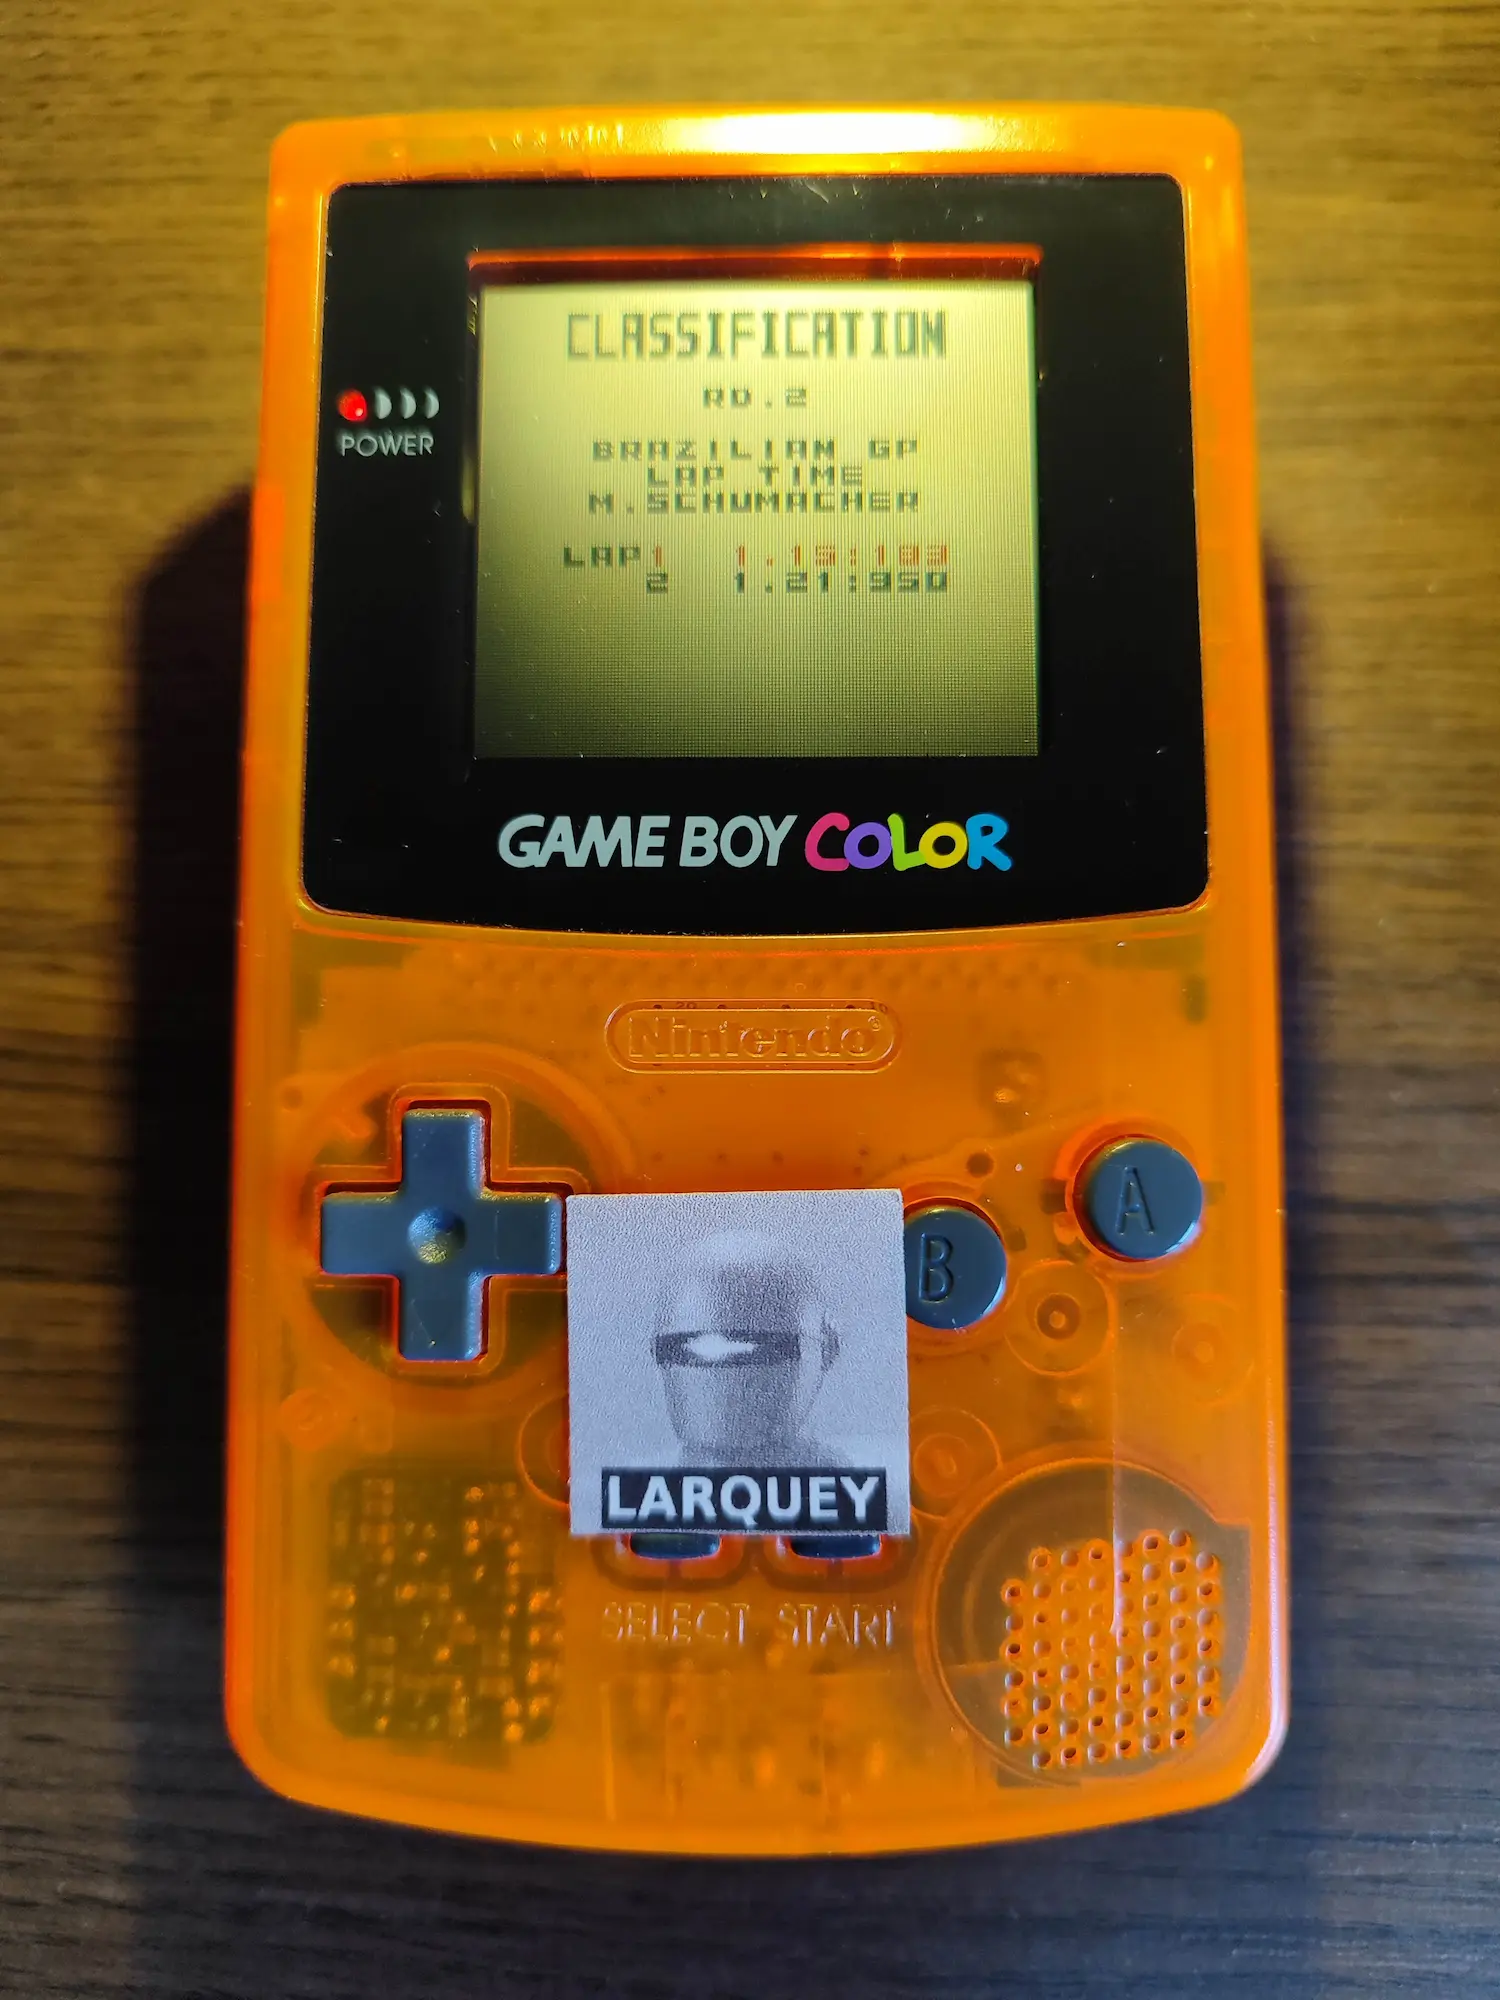 CLASSIFICATION
RD.2
BRAZILIAN GP
LAP TIME
M.SCHUMACHER
LAP 1 1.19:183
2 1.21:950
POWER
GAME BOY COLOR
Nintendo
A
B
LARQUEY
SELECT START